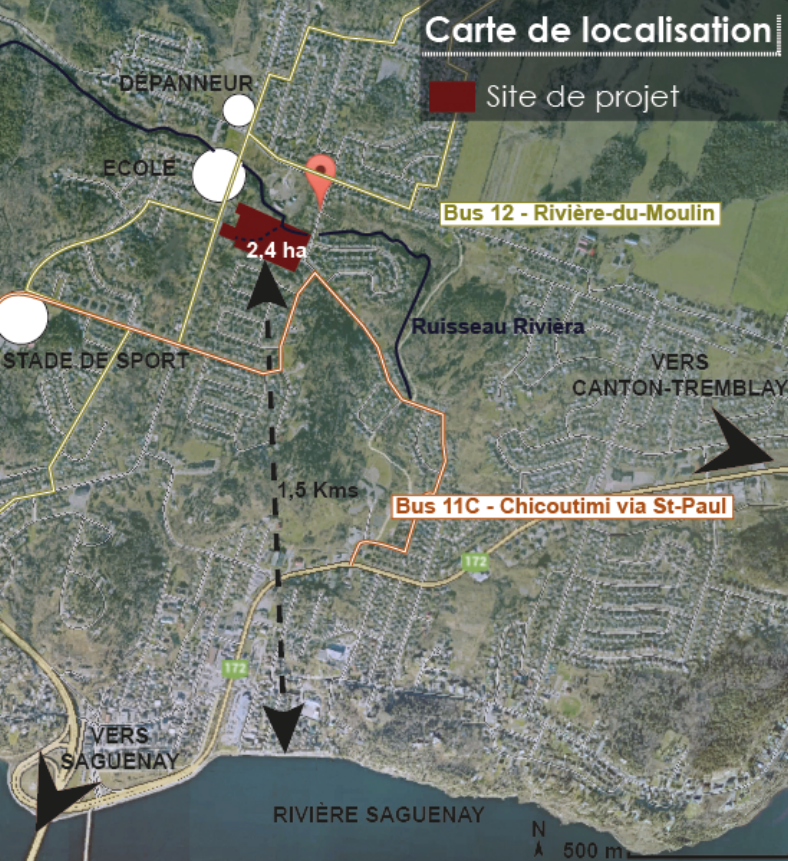 Carte de localisation
Site de projet
DÉPANNEUR
ECOLE
Bus 12 - Rivière-du-Moulin
2,4 ha
Ruisseau Rivièra
STADE DE SPORT
VERS
CANTON-TREMBLAY
1,5 Kms
Bus 11C - Chicoutimi via St-Paul
172
172
VERS
SAGUENAY
RIVIÈRE SAGUENAY
N
500 m